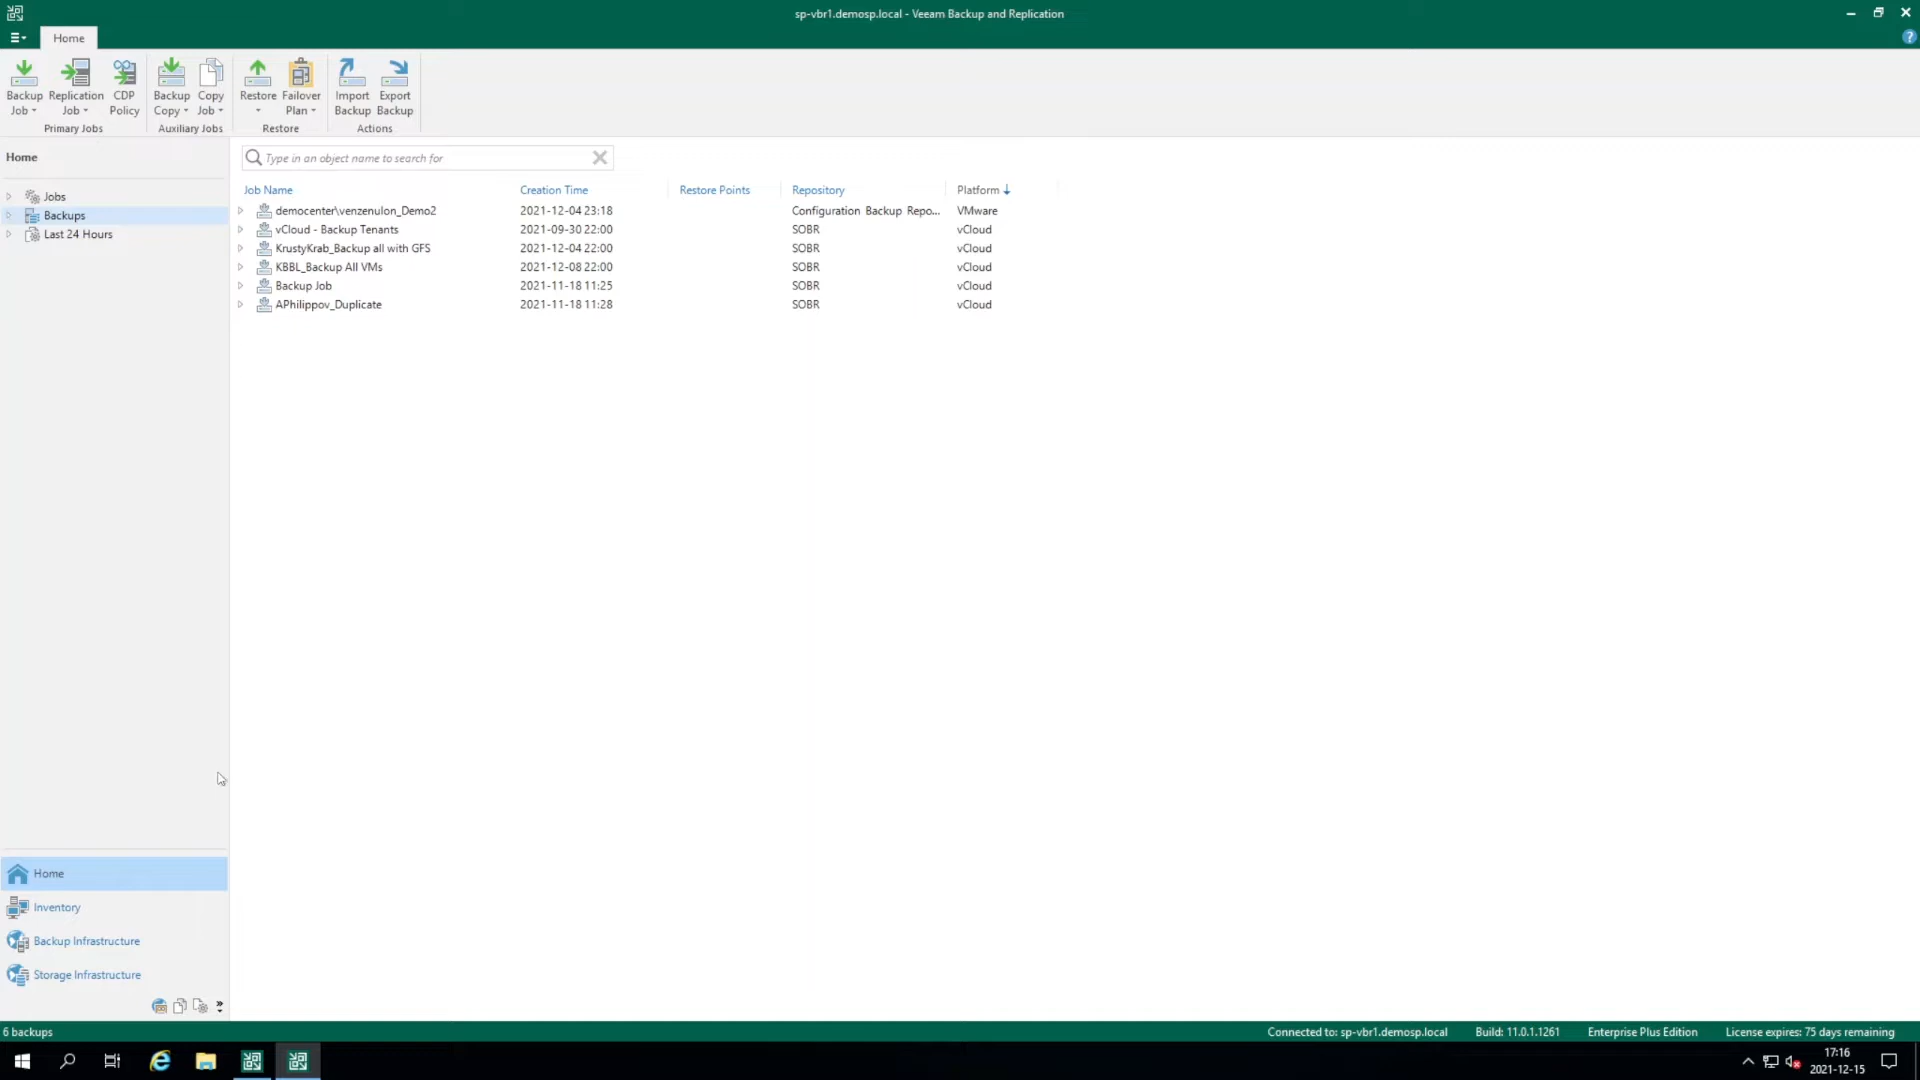 sp-vbr1.demosp.local - Veeam Backup and Replication
Home
Backup Job
Replication Job
CDP Policy
Primary Jobs
Backup Copy
Copy Job
Auxiliary Jobs
Restore
Failover Plan
Restore
Import Backup
Export Backup
Actions
Home
Jobs
Backups
Last 24 Hours
Type in an object name to search for
Job Name Creation Time Restore Points Repository Platform
democenter\venzenulon_Demo2 2021-12-04 23:18 Configuration Backup Repo... VMware
vCloud - Backup Tenants 2021-09-30 22:00 SOBR vCloud
KrustyKrab_Backup all with GFS 2021-12-04 22:00 SOBR vCloud
KBBL_Backup All VMs 2021-12-08 22:00 SOBR vCloud
Backup Job 2021-11-18 11:25 SOBR vCloud
APhilippov_Duplicate 2021-11-18 11:28 SOBR vCloud
Home
Inventory
Backup Infrastructure
Storage Infrastructure
6 backups Connected to: sp-vbr1.demosp.local Build: 11.0.1.1261 Enterprise Plus Edition License expires: 75 days remaining
17:16
2021-12-15